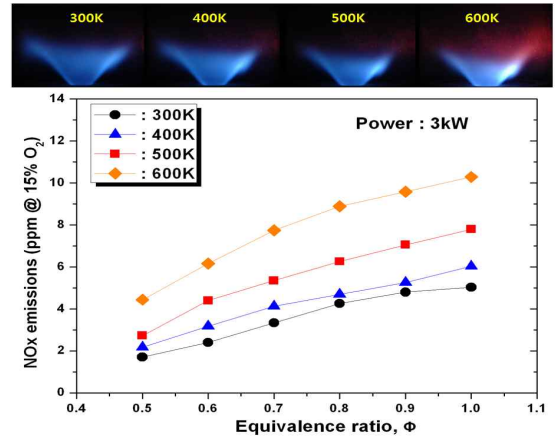 300K 400K 500K 600K
14
12
10
8
6
4
2
0
NOx emissions (ppm @ 15% O₂)
: 300K
: 400K
: 500K
: 600K
Power : 3kW
0.4 0.5 0.6 0.7 0.8 0.9 1.0 1.1
Equivalence ratio, Φ